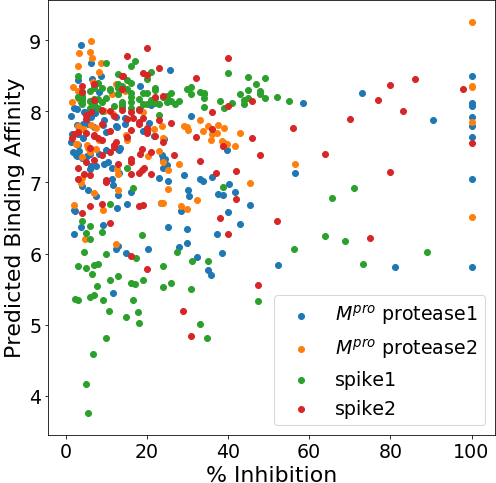 Predicted Binding Affinity
9
8
7
6
5
4
0 20 40 60 80 100
% Inhibition
M^pro protease1
M^pro protease2
spike1
spike2